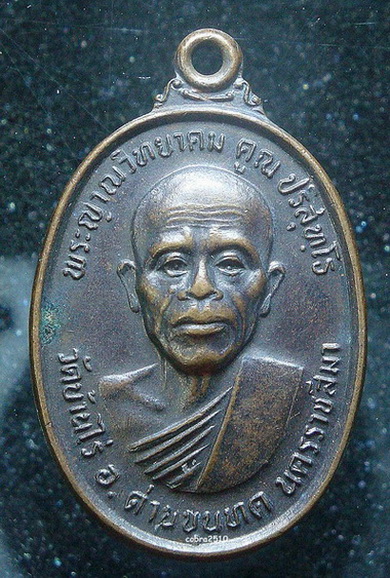 พระญาณวิทยาคม คูณ ปริสุทฺโธ
วัดบ้านไร่ อ.ด่านขุนทด นครราชสีมา
cobra2510